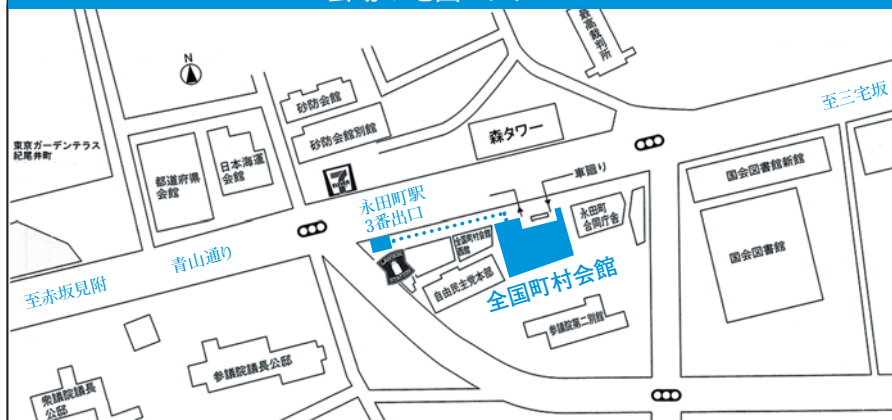 最高裁判所
N
砂防会館
至三宅坂
砂防会館別館
森タワー
東京ガーデンテラス
紀尾井町
日本海運
会館
都道府県
会館
車廻り
国会図書館新館
永田町駅
3番出口
永田町
合同庁舎
全国町村会館
西館
青山通り
国会図書館
自由民主党本部
全国町村会館
至赤坂見附
参議院第二別館
参議院議長公邸
衆議院議長
公邸